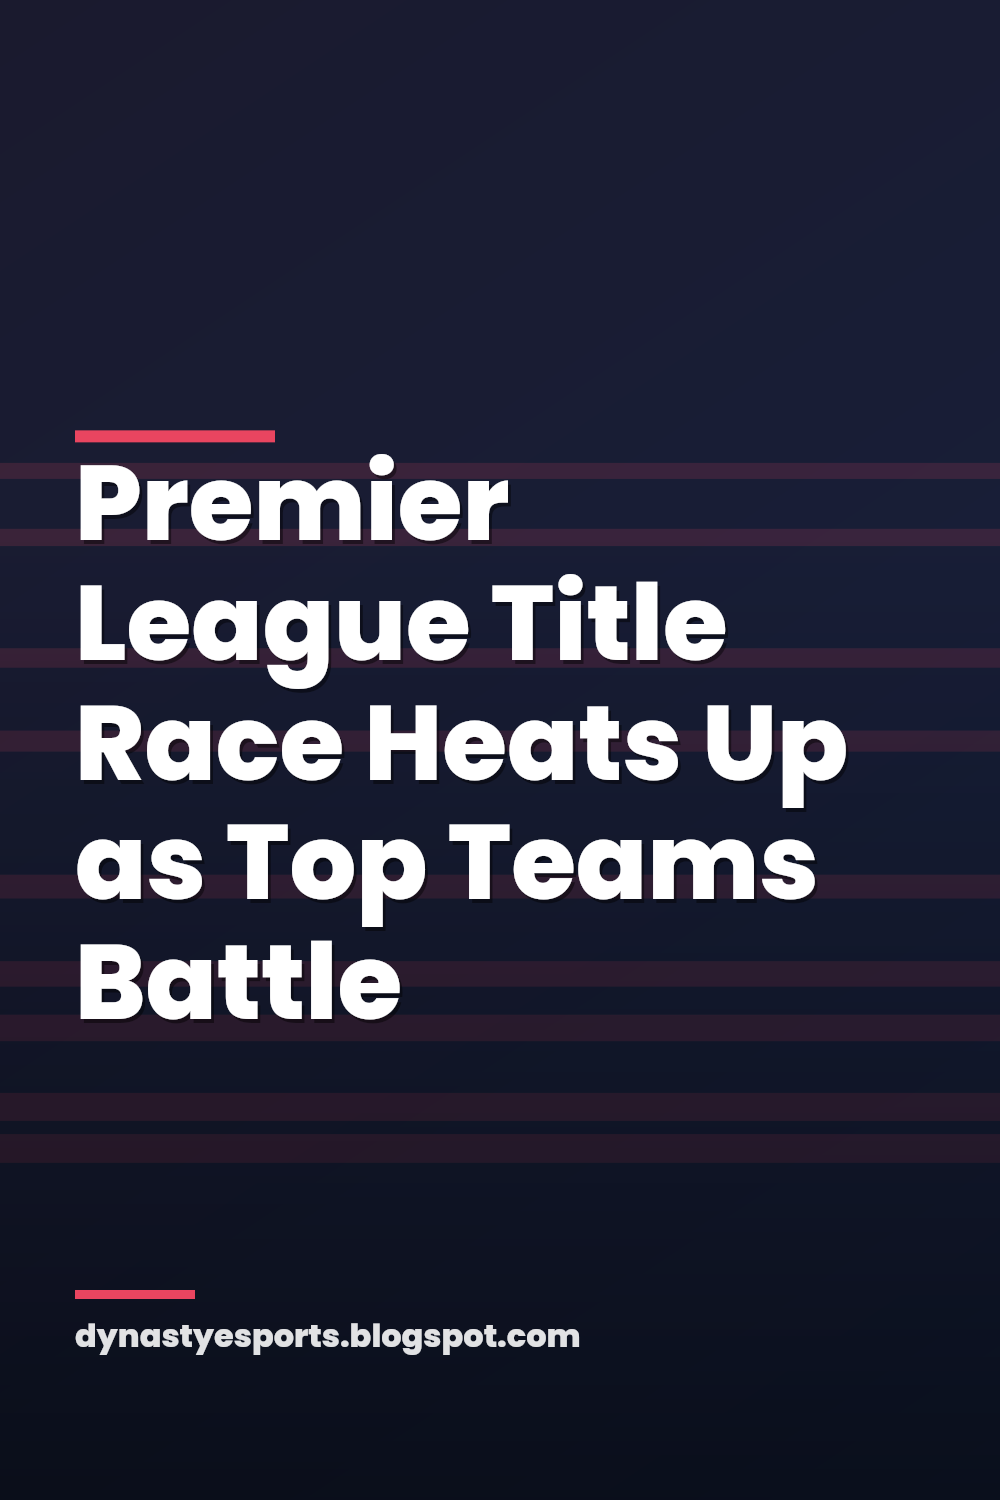 Premier
League Title
Race Heats Up
as Top Teams
Battle
dynastyesports.blogspot.com